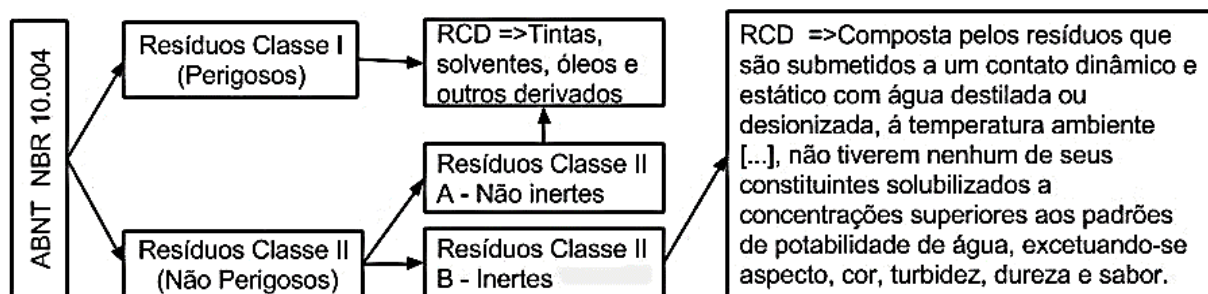 ABNT NBR 10.004
Resíduos Classe I
(Perigosos)
Resíduos Classe II
(Não Perigosos)
RCD =>Tintas,
solventes, óleos e
outros derivados
Resíduos Classe II
A - Não inertes
Resíduos Classe II
B - Inertes
RCD =>Composta pelos resíduos que
são submetidos a um contato dinâmico e
estático com água destilada ou
desionizada, á temperatura ambiente
[...], não tiverem nenhum de seus
constituintes solubilizados a
concentrações superiores aos padrões
de potabilidade de água, excetuando-se
aspecto, cor, turbidez, dureza e sabor.